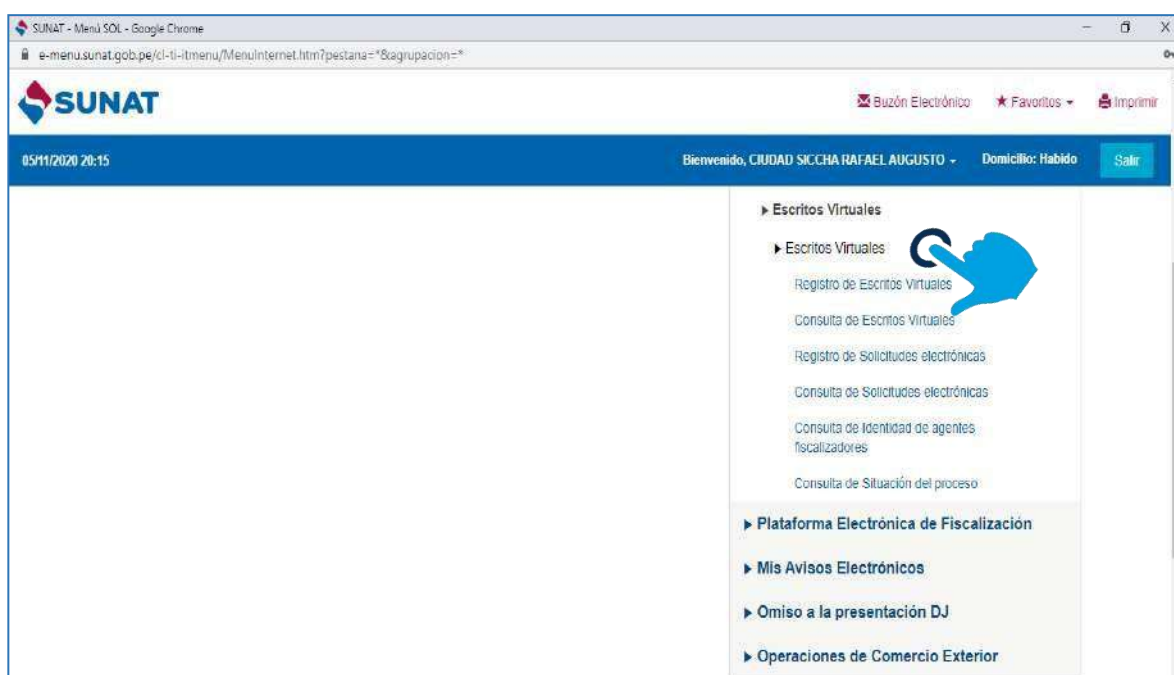 SUNAT - Menú SOL - Google Chrome
e-menu.sunat.gob.pe/cl-ti-itmenu/MenuInternet.htm?pestana=*&agrupacion=*
SUNAT
Buzón Electrónico Favoritos Imprimir
05/11/2020 20:15 Bienvenido, CIUDAD SICCHA RAFAEL AUGUSTO Domicilio: Habido Salir
Escritos Virtuales
Escritos Virtuales
Registro de Escritos Virtuales
Consulta de Escritos Virtuales
Registro de Solicitudes electrónicas
Consulta de Solicitudes electrónicas
Consulta de Identidad de agentes
fiscalizadores
Consulta de Situación del proceso
Plataforma Electrónica de Fiscalización
Mis Avisos Electrónicos
Omiso a la presentación DJ
Operaciones de Comercio Exterior